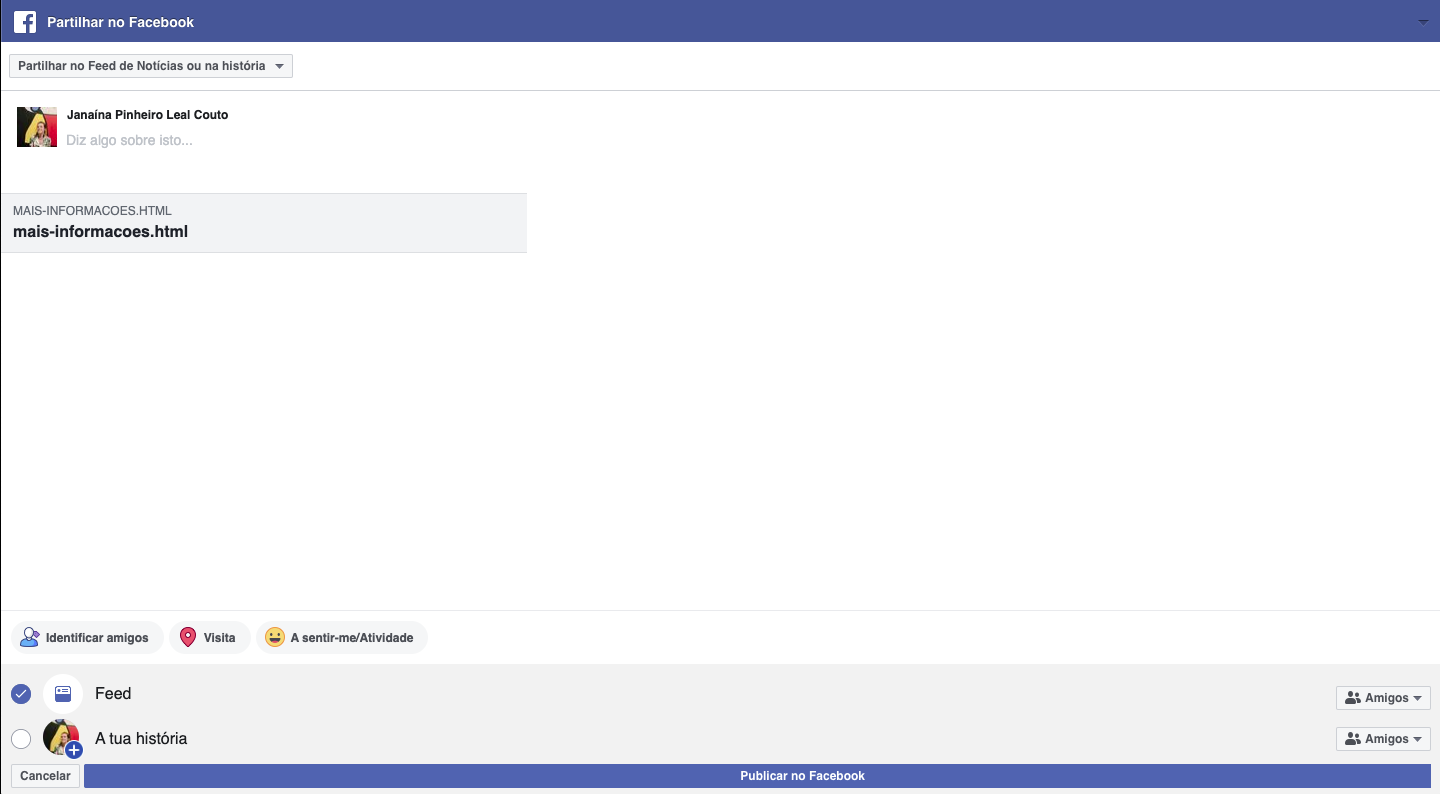 Partilhar no Facebook
Partilhar no Feed de Notícias ou na história
Janaína Pinheiro Leal Couto
Diz algo sobre isto...
MAIS-INFORMACOES.HTML
mais-informacoes.html
Identificar amigos
Visita
A sentir-me/Atividade
Feed
Amigos
A tua história
Amigos
Cancelar
Publicar no Facebook